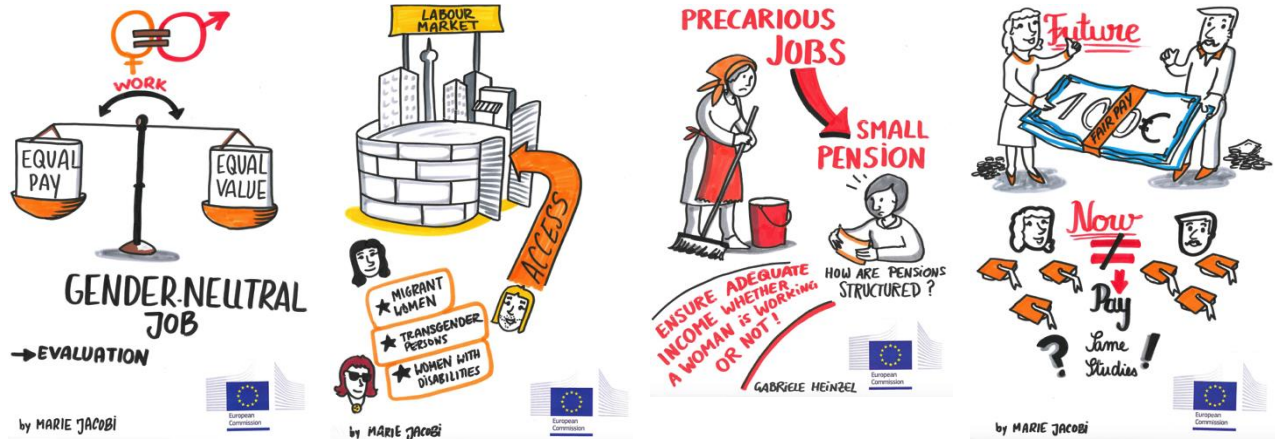 WORK
EQUAL
PAY
EQUAL
VALUE
GENDER-NEUTRAL
JOB
→EVALUATION
European
Commission
by MARIE JACOBI
LABOUR
MARKET
ACCESS
★ MIGRANT
WOMEN
★ TRANSGENDER
PERSONS
★ WOMEN WITH
DISABILITIES
European
Commission
by MARIE JACOBI
PRECARIOUS
JOBS
SMALL
PENSION
HOW ARE PENSIONS
STRUCTURED?
ENSURE ADEQUATE
INCOME WHETHER
A WOMAN IS WORKING
OR NOT!
GABRIELE HEINZEL
European
Commission
Future
100€
FAIR PAY
Now
≠
Pay
? Same
Studies!
European
Commission
by MARIE JACOBI